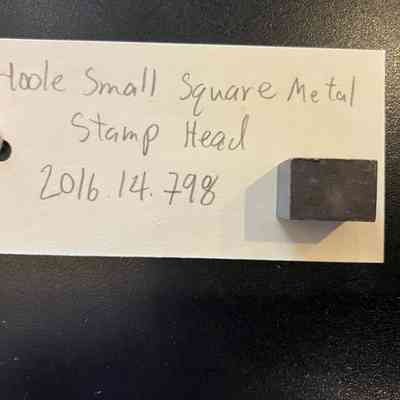 Hoole Small Square Metal
Stamp Head
2016.14.798